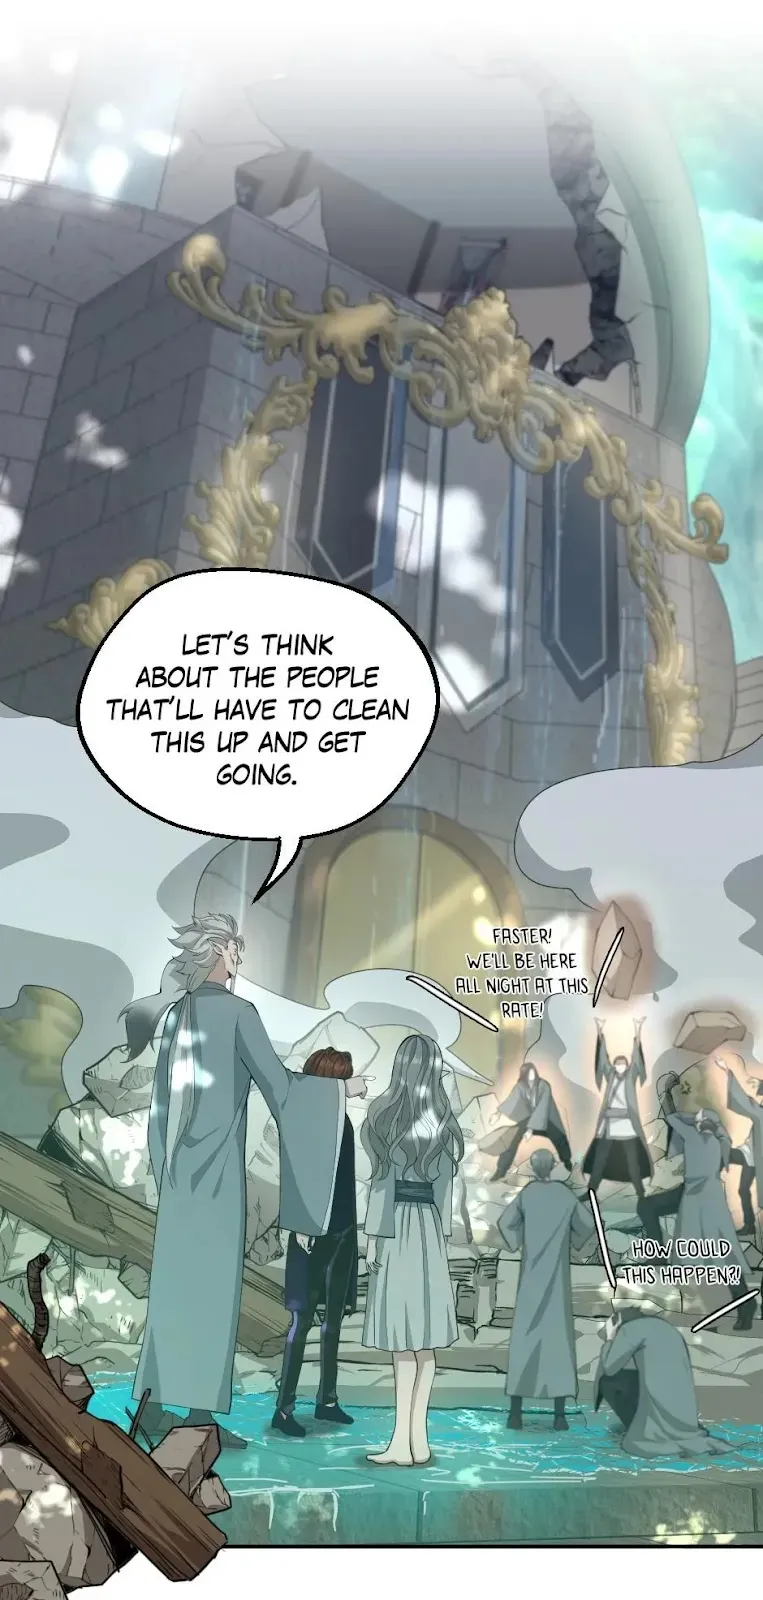 LET'S THINK
ABOUT THE PEOPLE
THAT'LL HAVE TO CLEAN
THIS UP AND GET
GOING.
FASTER!
WE'LL BE HERE
ALL NIGHT AT THIS
RATE!
HOW COULD
THIS HAPPEN?!